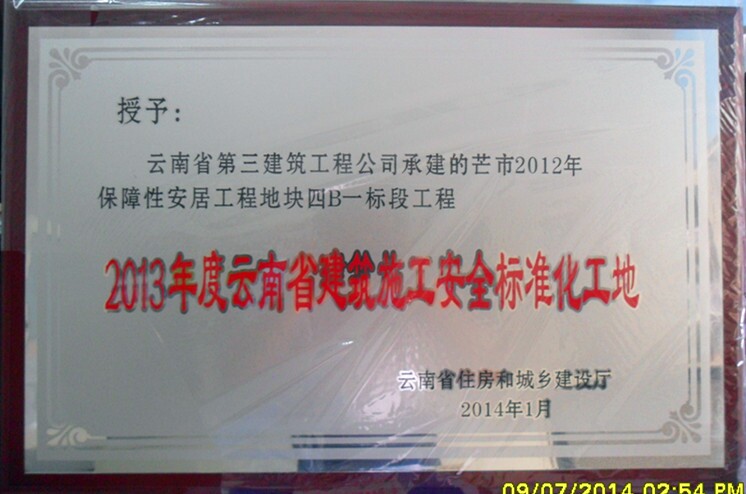 授予：
云南省第三建筑工程公司承建的芒市2012年
保障性安居工程地块四B一标段工程
2013年度云南省建筑施工安全标准化工地
云南省住房和城乡建设厅
2014年1月
09/07/2014 02:54 PM